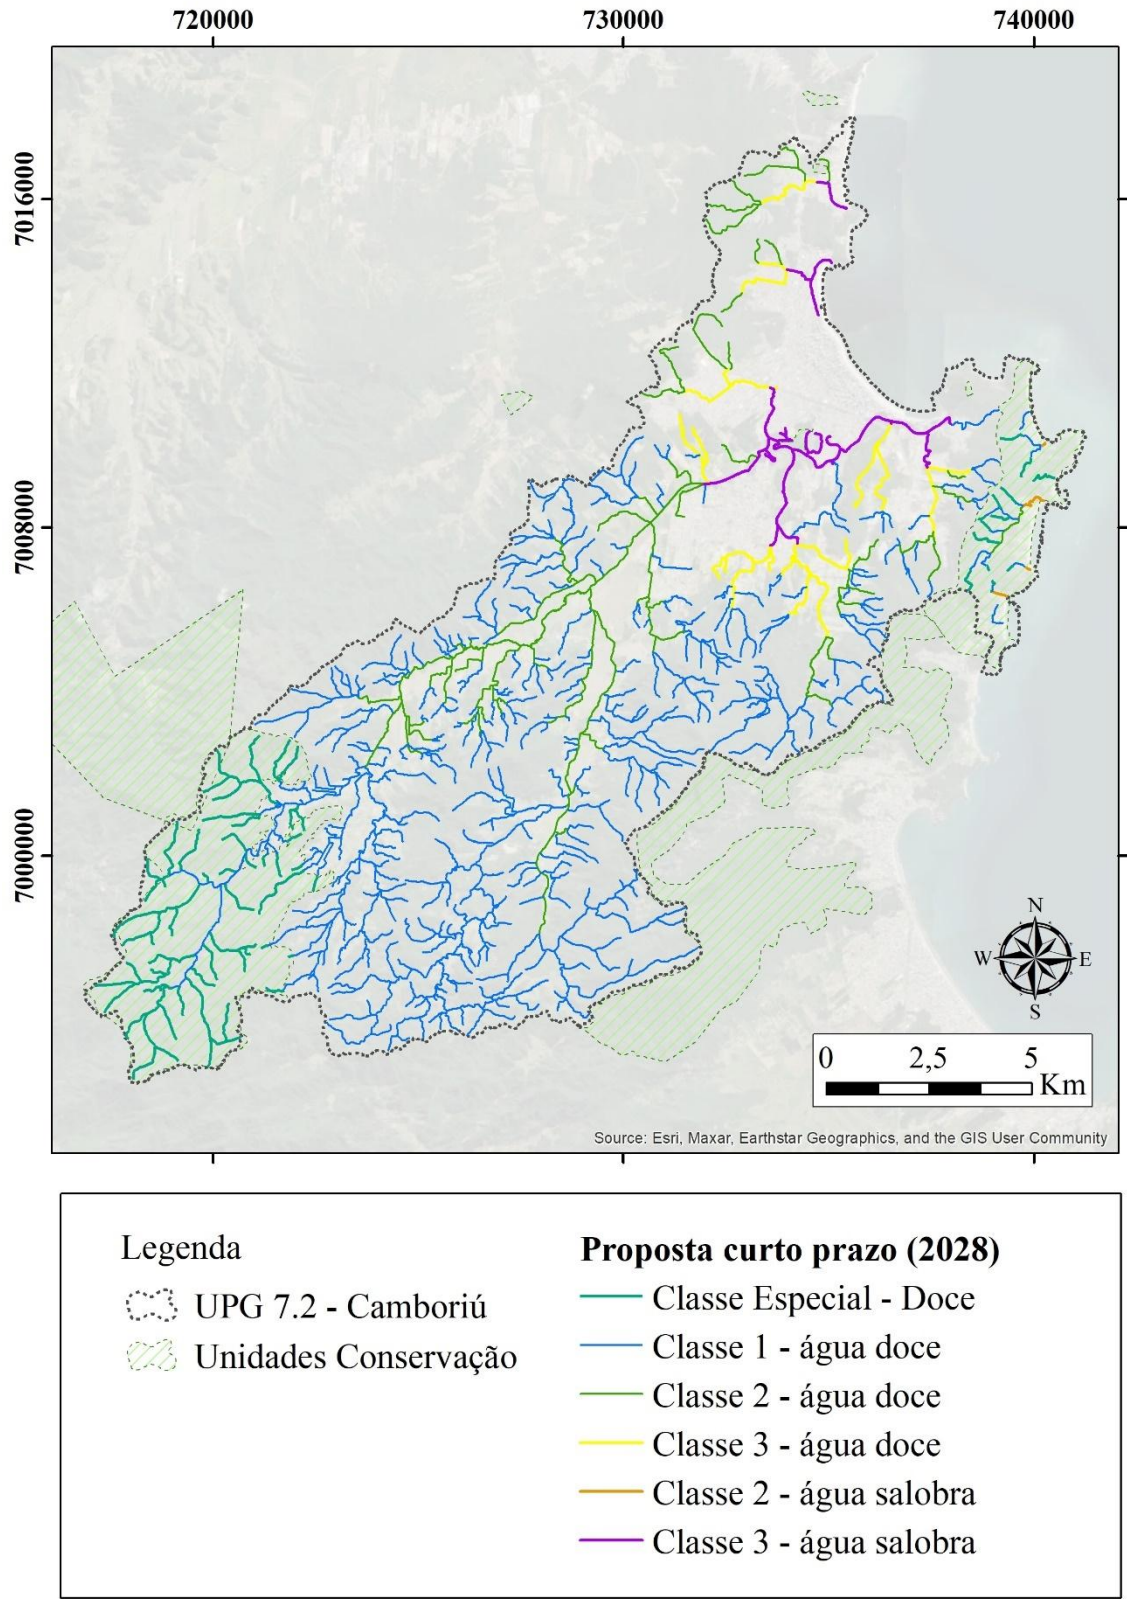 720000 730000 740000
7016000
7008000
7000000
N
W E
S
0 2,5 5
Km
Source: Esri, Maxar, Earthstar Geographics, and the GIS User Community
Legenda
UPG 7.2 - Camboriú
Unidades Conservação
Proposta curto prazo (2028)
Classe Especial - Doce
Classe 1 - água doce
Classe 2 - água doce
Classe 3 - água doce
Classe 2 - água salobra
Classe 3 - água salobra